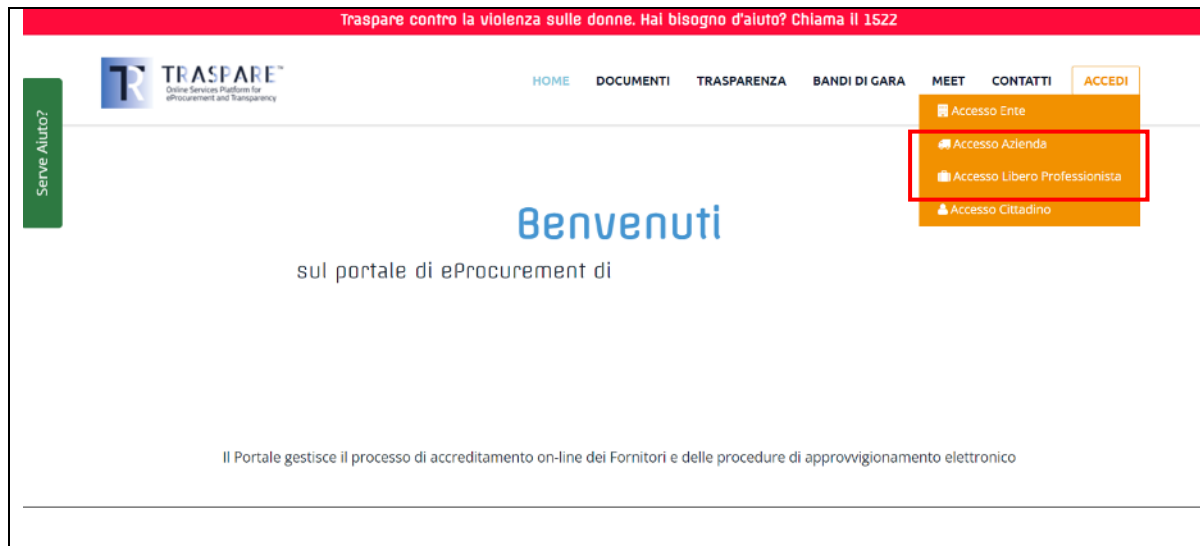 Traspare contro la violenza sulle donne. Hai bisogno d'aiuto? Chiama il 1522
TR TRASPARE™
Online Services Platform for
eProcurement and Transparency
HOME DOCUMENTI TRASPARENZA BANDI DI GARA MEET CONTATTI ACCEDI
Accesso Ente
Accesso Azienda
Accesso Libero Professionista
Accesso Cittadino
Serve Aiuto?
Benvenuti
sul portale di eProcurement di
Il Portale gestisce il processo di accreditamento on-line dei Fornitori e delle procedure di approvvigionamento elettronico